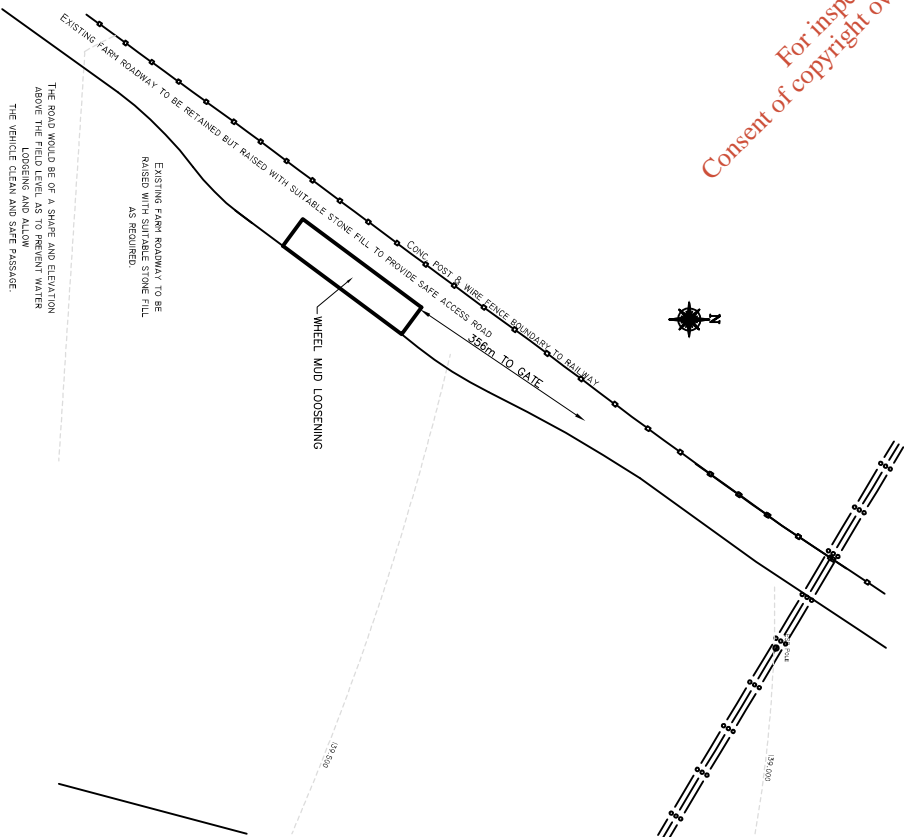 For inspe
Consent of copyright ow
EXISTING FARM ROADWAY TO BE RETAINED BUT RAISED WITH SUITABLE STONE FILL TO PROVIDE SAFE ACCESS ROAD
CONC. POST & WIRE FENCE BOUNDARY TO RAILWAY
356m TO GATE
N
WHEEL MUD LOOSENING
EXISTING FARM ROADWAY TO BE
RAISED WITH SUITABLE STONE FILL
AS REQUIRED.
THE ROAD WOULD BE OF A SHAPE AND ELEVATION
ABOVE THE FIELD LEVEL AS TO PREVENT WATER
LODGEING AND ALLOW
THE VEHICLE CLEAN AND SAFE PASSAGE.
POLE
139.500
139.000